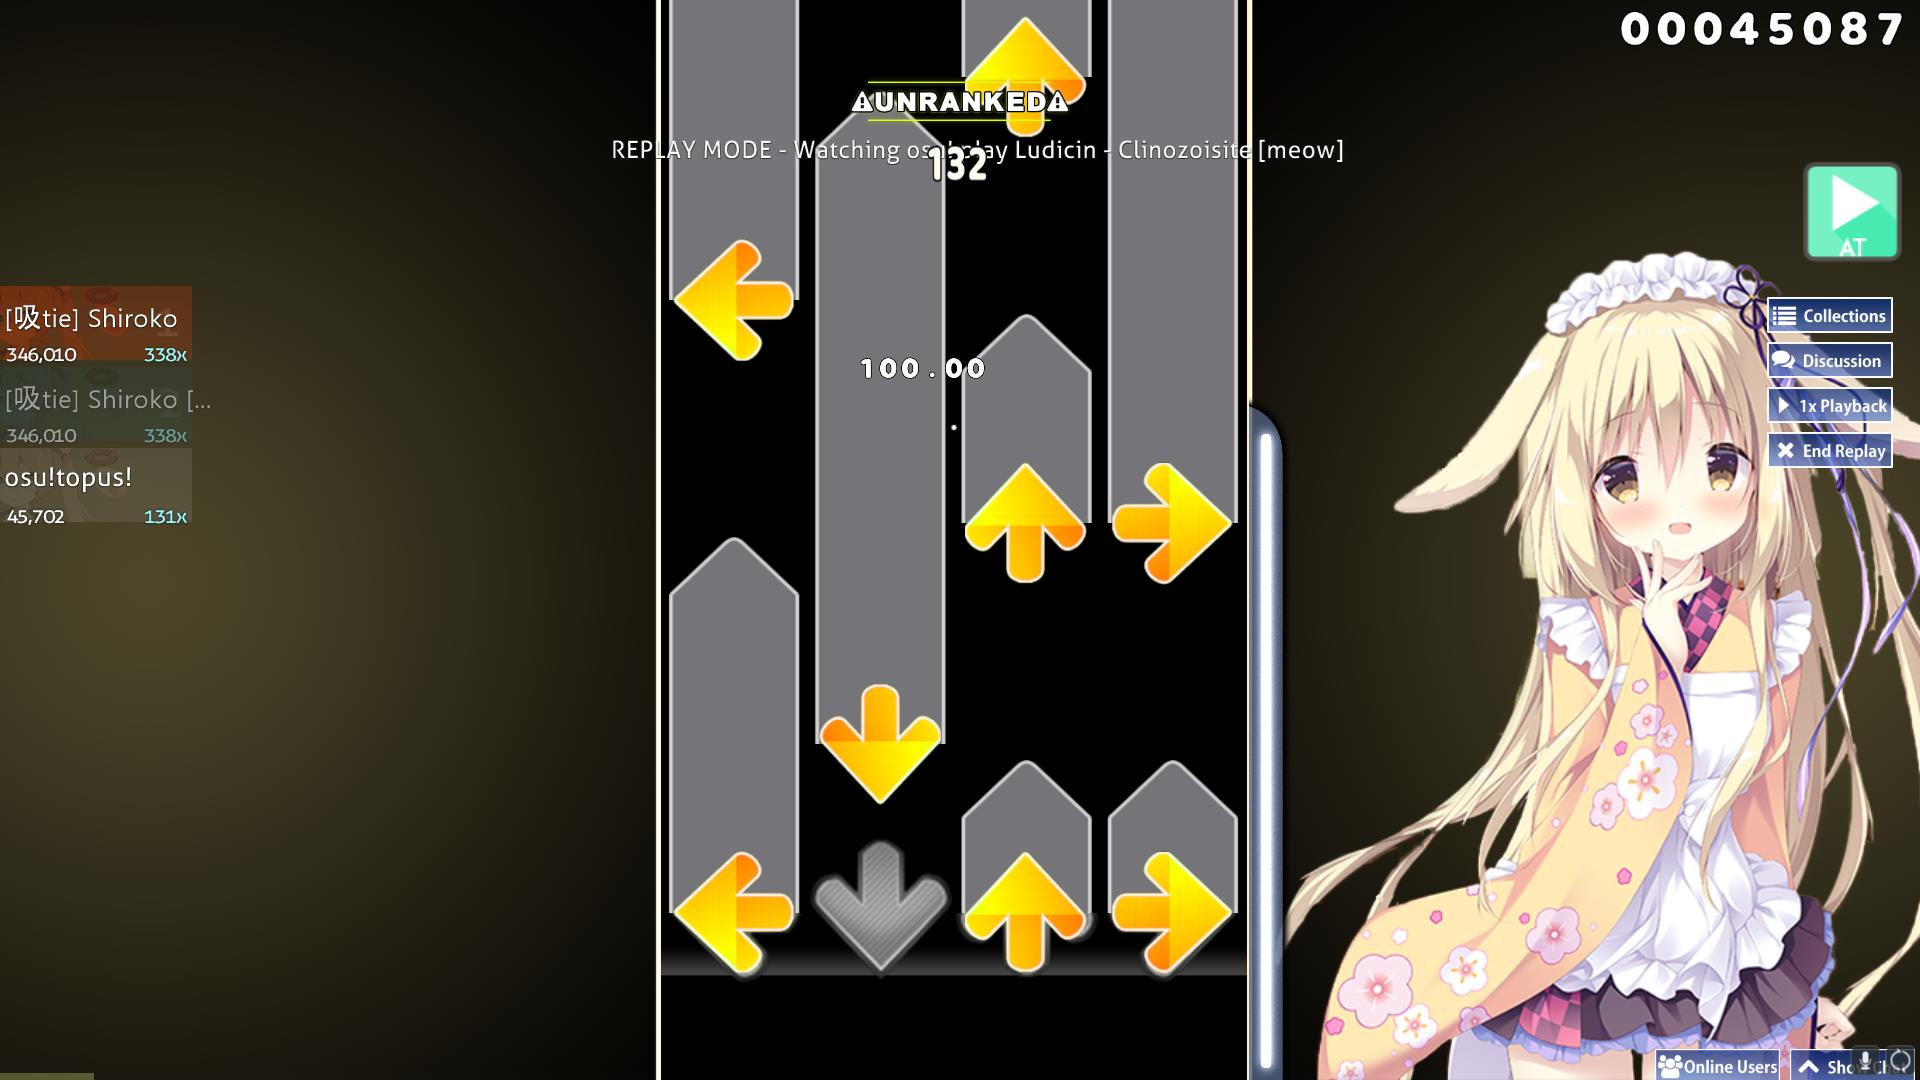 00045087
⚠UNRANKED⚠
REPLAY MODE - Watching osu! play Ludicin - Clinozoisite [meow]
132
AT
[吸tie] Shiroko
346,010 338x
[吸tie] Shiroko [...
346,010 338x
osu!topus!
45,702 131x
100.00
Collections
Discussion
1x Playback
End Replay
Online Users